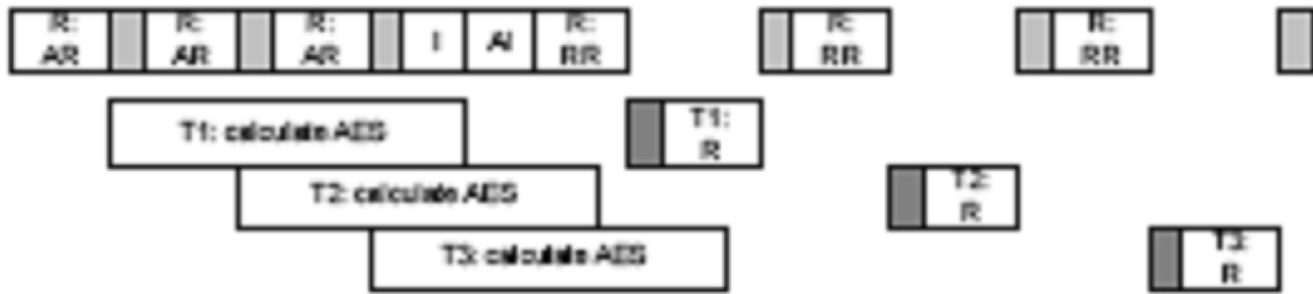 R:
AR
R:
AR
R:
AR
I
AI
R:
RR
R:
RR
R:
RR
T1: calculate AES
T1:
R
T2: calculate AES
T2:
R
T3: calculate AES
T3:
R